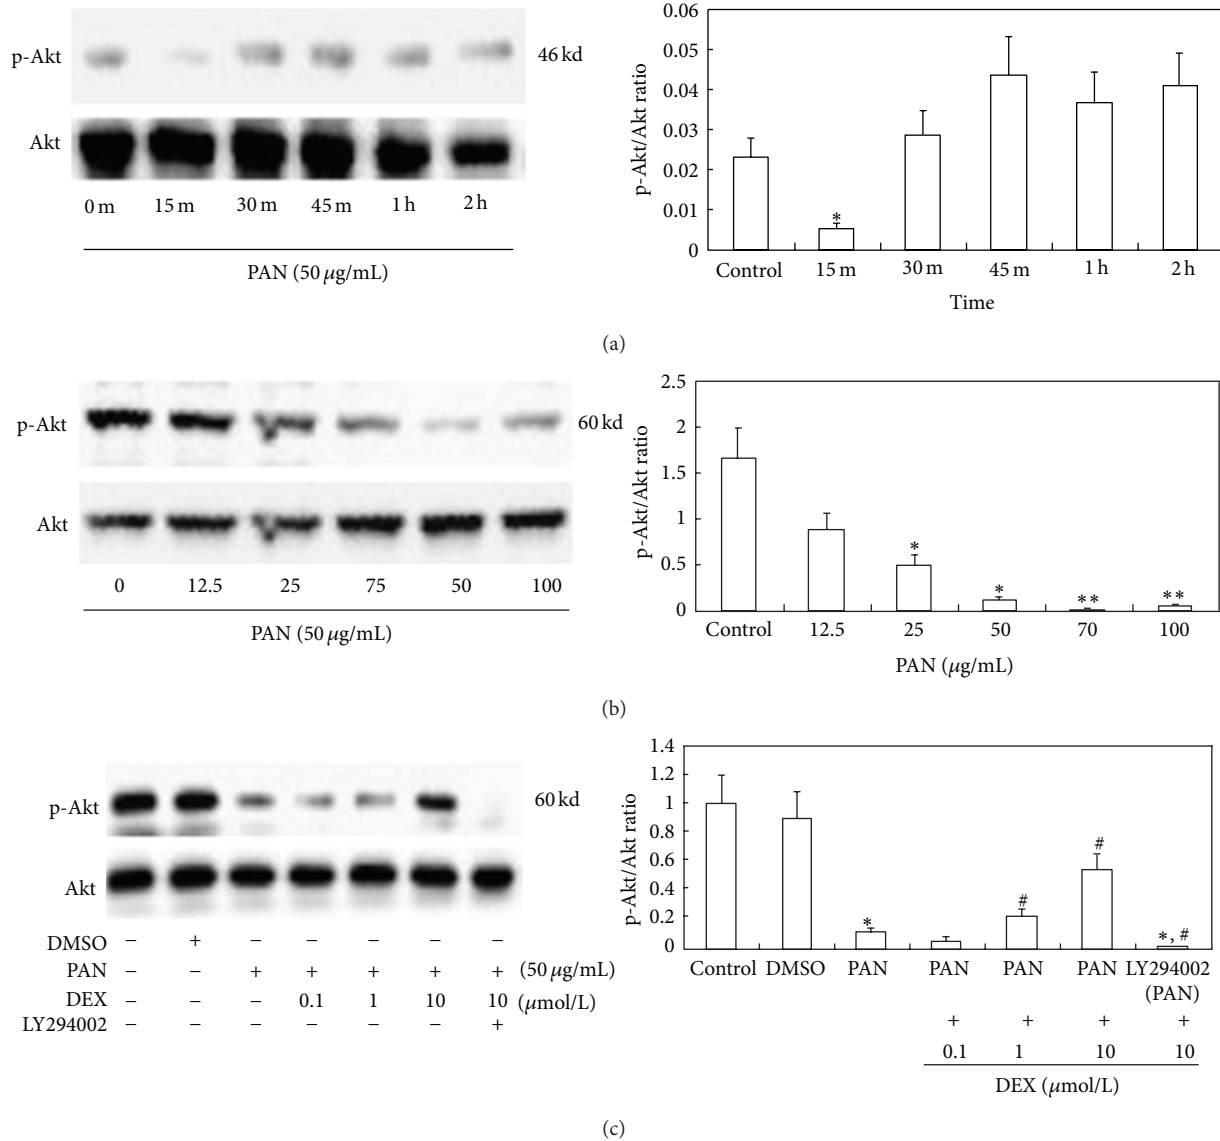 p-Akt
46 kd
Akt
0 m 15 m 30 m 45 m 1 h 2 h
PAN (50 μg/mL)
p-Akt/Akt ratio
0.06
0.05
0.04
0.03
0.02
0.01
0
*
Control 15 m 30 m 45 m 1 h 2 h
Time
(a)
p-Akt
60 kd
Akt
0 12.5 25 75 50 100
PAN (50 μg/mL)
p-Akt/Akt ratio
2.5
2
1.5
1
0.5
0
* * ** **
Control 12.5 25 50 70 100
PAN (μg/mL)
(b)
p-Akt
60 kd
Akt
DMSO − + − − − − −
PAN − − + + + + + (50 μg/mL)
DEX − − − 0.1 1 10 10 (μmol/L)
LY294002 − − − − − − +
p-Akt/Akt ratio
1.4
1.2
1
0.8
0.6
0.4
0.2
0
* # # *, #
Control DMSO PAN PAN PAN PAN LY294002
(PAN)
+ + + +
0.1 1 10 10
DEX (μmol/L)
(c)